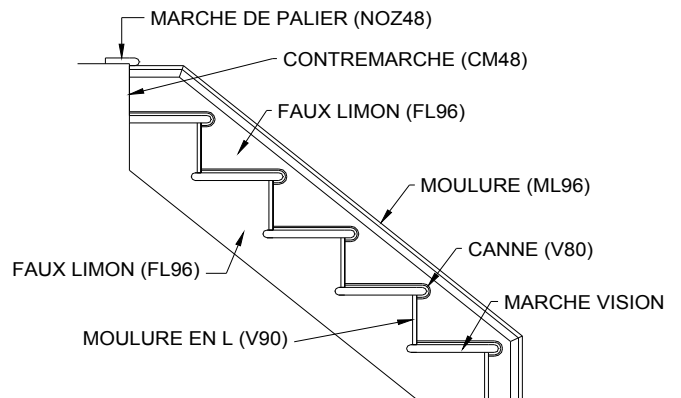 MARCHE DE PALIER (NOZ48)
CONTREMARCHE (CM48)
FAUX LIMON (FL96)
MOULURE (ML96)
CANNE (V80)
FAUX LIMON (FL96)
MARCHE VISION
MOULURE EN L (V90)